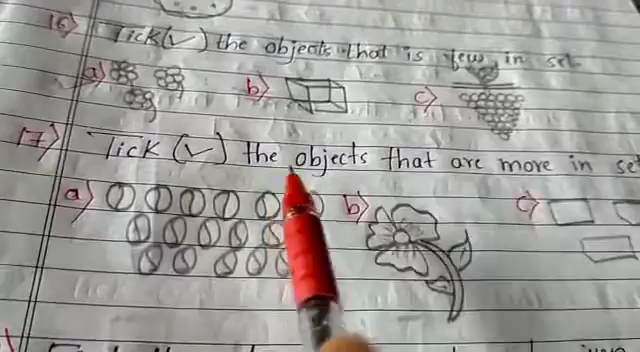 16) Tick(✓) the objects that is few in set
a) b) c)
17) Tick (✓) the objects that are more in set
a) b) c)